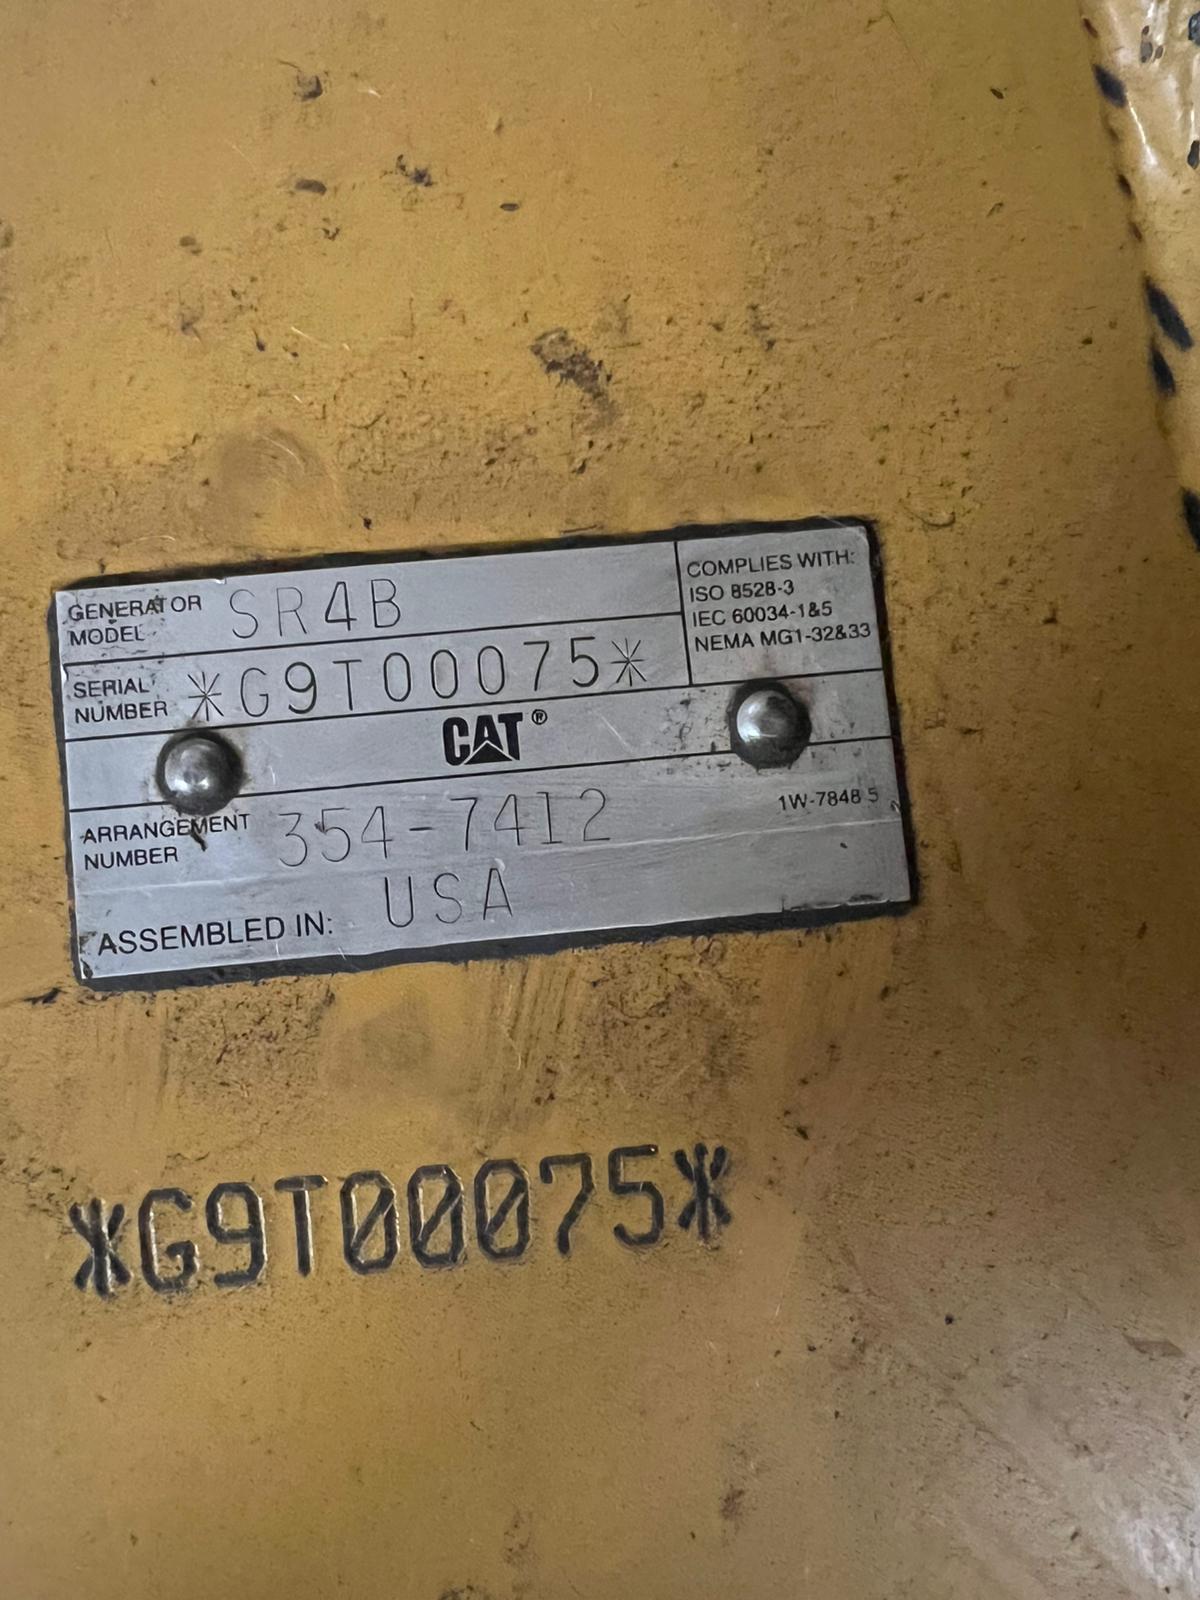 GENERATOR MODEL SR4B
COMPLIES WITH:
ISO 8528-3
IEC 60034-1&5
NEMA MG1-32&33
SERIAL NUMBER *G9T00075*
CAT®
ARRANGEMENT NUMBER 354-7412
1W-7848 5
ASSEMBLED IN: USA
*G9T00075*